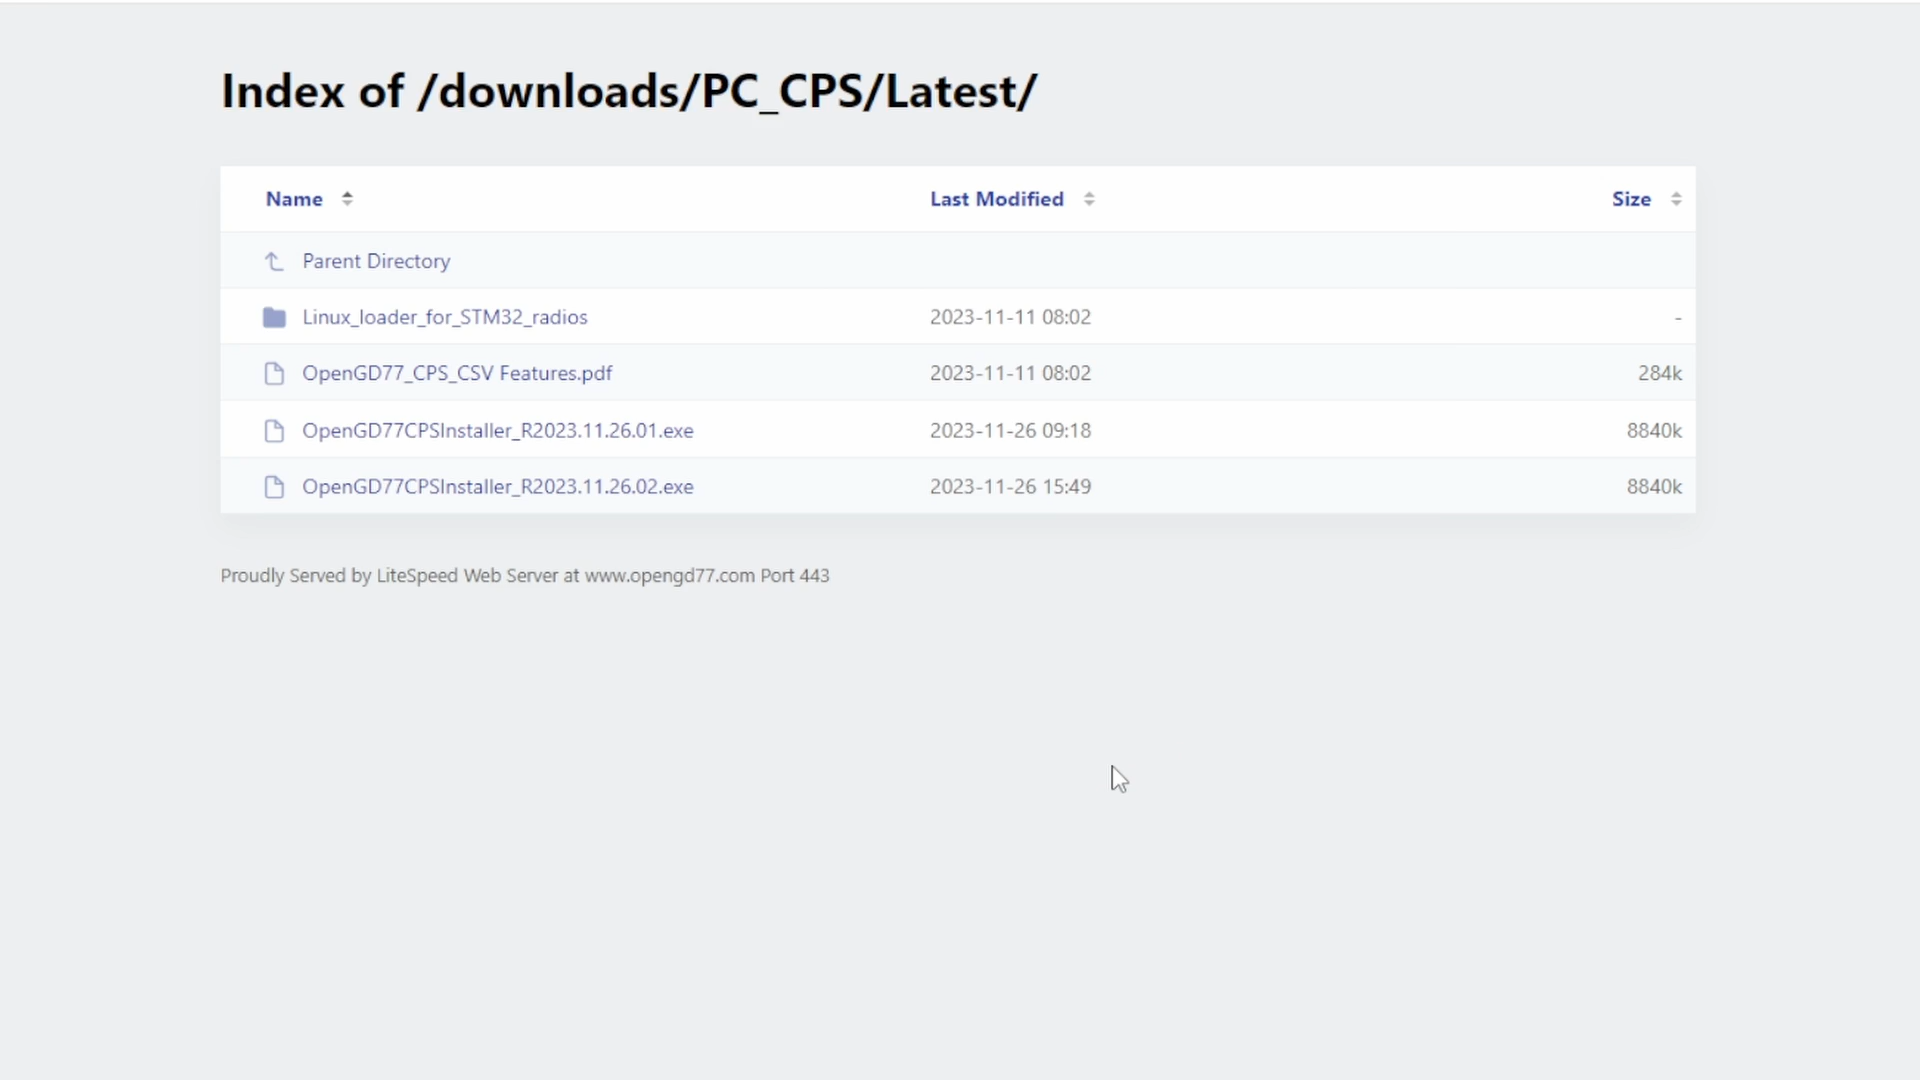 Index of /downloads/PC_CPS/Latest/
Name Last Modified Size
Parent Directory
Linux_loader_for_STM32_radios 2023-11-11 08:02 -
OpenGD77_CPS_CSV Features.pdf 2023-11-11 08:02 284k
OpenGD77CPSInstaller_R2023.11.26.01.exe 2023-11-26 09:18 8840k
OpenGD77CPSInstaller_R2023.11.26.02.exe 2023-11-26 15:49 8840k
Proudly Served by LiteSpeed Web Server at www.opengd77.com Port 443